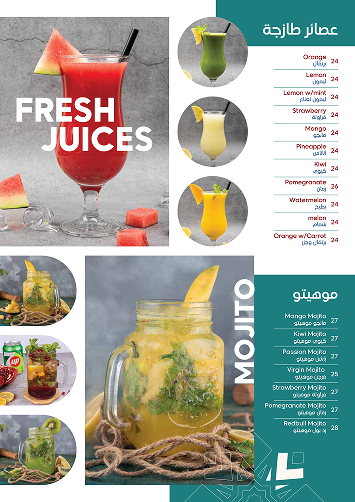 عصائر طازجة
FRESH
JUICES
Orange 24
برتقال
Lemon 24
ليمون
Lemon w/mint 24
ليمون نعناع
Strawberry 24
فراولة
Mango 24
مانجو
Pineapple 24
أناناس
Kiwi 24
كيوي
Pomegranate 26
رمان
Watermelon 24
بطيخ
melon 24
شمام
Orange w/Carrot 24
برتقال وجزر
MOJITO
موهيتو
Mango Mojito 27
مانجو موهيتو
Kiwi Mojito 27
كيوي موهيتو
Passion Mojito 27
باشن موهيتو
Virgin Mojito 25
فيرجن موهيتو
Strawberry Mojito 27
فراولة موهيتو
Pomegranate Mojito 27
رمان موهيتو
Redbull Mojito 28
رد بول موهيتو